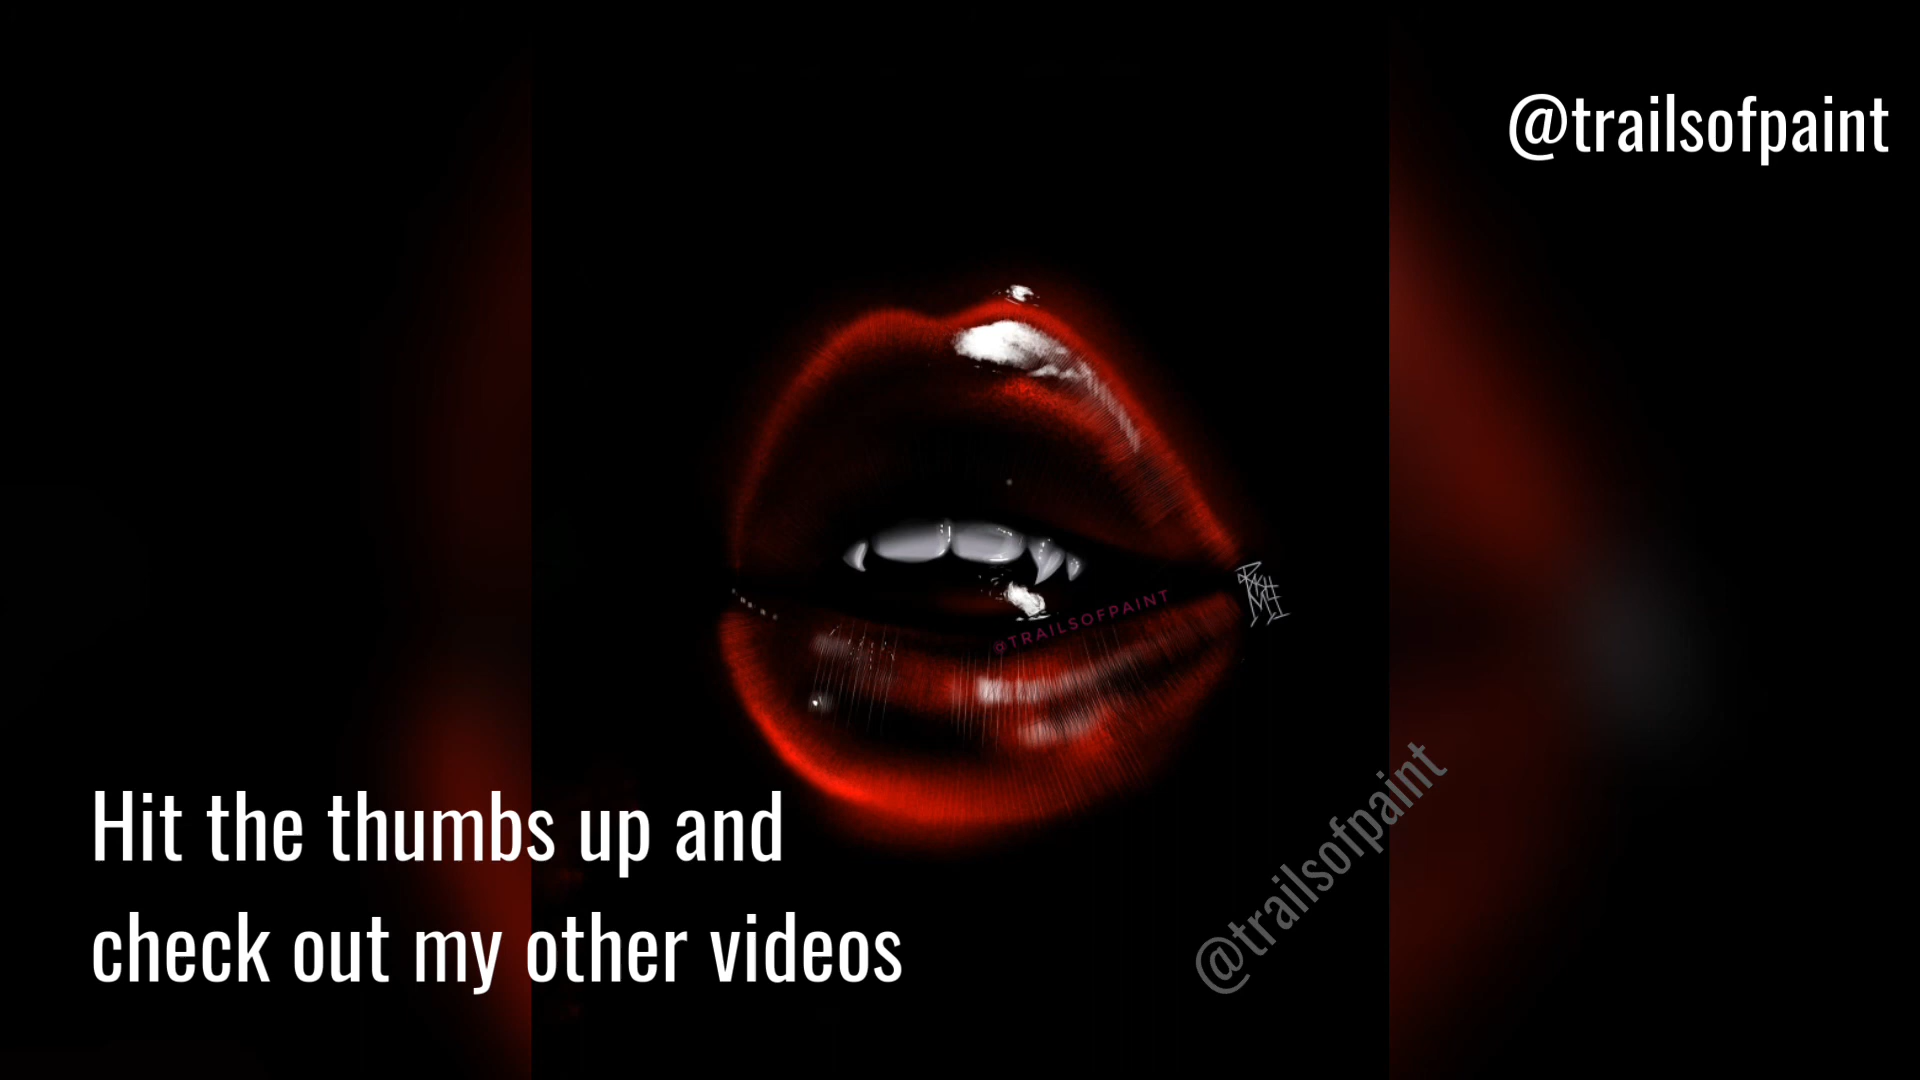 @trailsofpaint
@TRAILSOFPAINT
@trailsofpaint
Hit the thumbs up and
check out my other videos